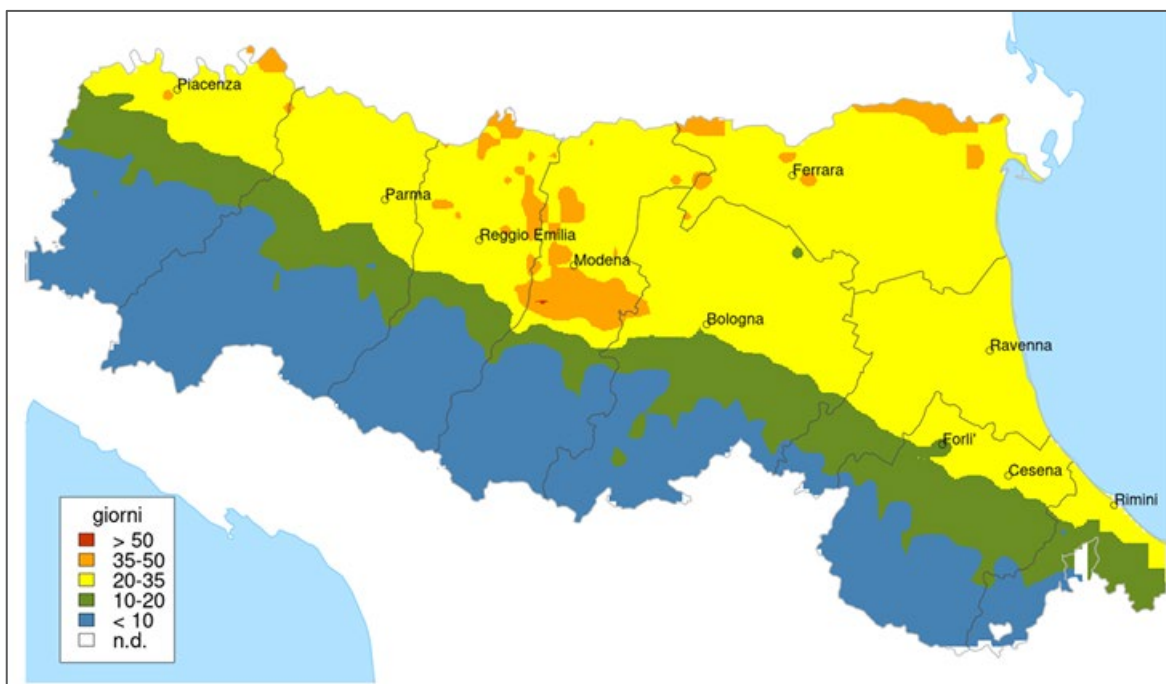 Piacenza
Parma
Reggio Emilia
Modena
Ferrara
Bologna
Ravenna
Forli'
Cesena
Rimini
giorni
> 50
35-50
20-35
10-20
< 10
n.d.